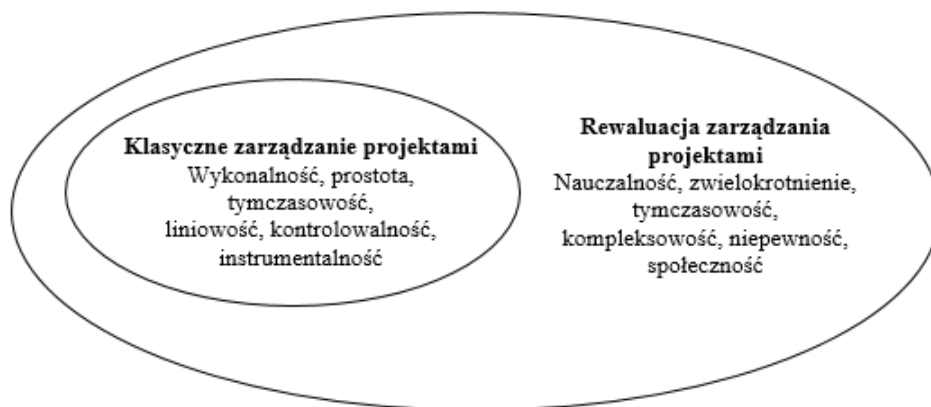 Klasyczne zarządzanie projektami
Wykonalność, prostota,
tymczasowość,
liniowość, kontrolowalność,
instrumentalność
Rewaluacja zarządzania
projektami
Nauczalność, zwielokrotnienie,
tymczasowość,
kompleksowość, niepewność,
społeczność